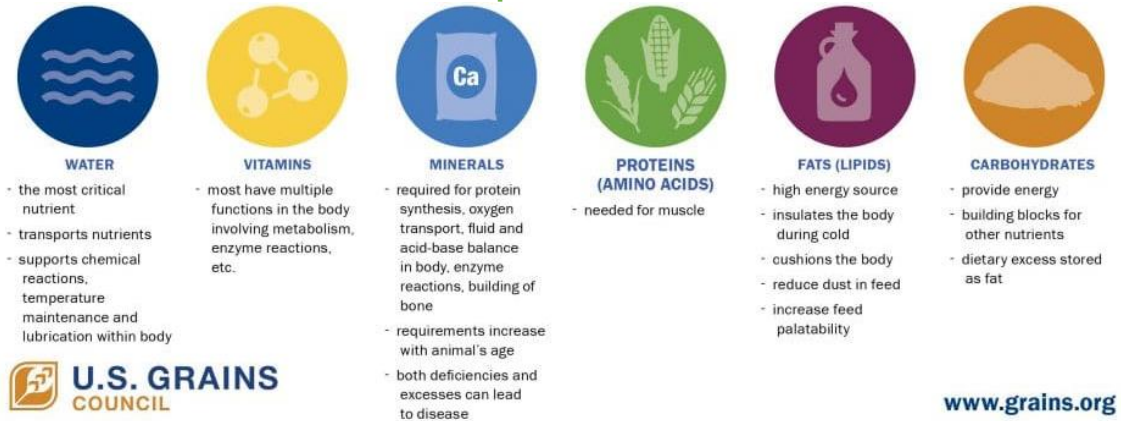 Ca
WATER
- the most critical
nutrient
- transports nutrients
- supports chemical
reactions,
temperature
maintenance and
lubrication within body
VITAMINS
- most have multiple
functions in the body
involving metabolism,
enzyme reactions,
etc.
MINERALS
- required for protein
synthesis, oxygen
transport, fluid and
acid-base balance
in body, enzyme
reactions, building of
bone
- requirements increase
with animal's age
- both deficiencies and
excesses can lead
to disease
PROTEINS
(AMINO ACIDS)
- needed for muscle
FATS (LIPIDS)
- high energy source
- insulates the body
during cold
- cushions the body
- reduce dust in feed
- increase feed
palatability
CARBOHYDRATES
- provide energy
- building blocks for
other nutrients
- dietary excess stored
as fat
U.S. GRAINS
COUNCIL
www.grains.org